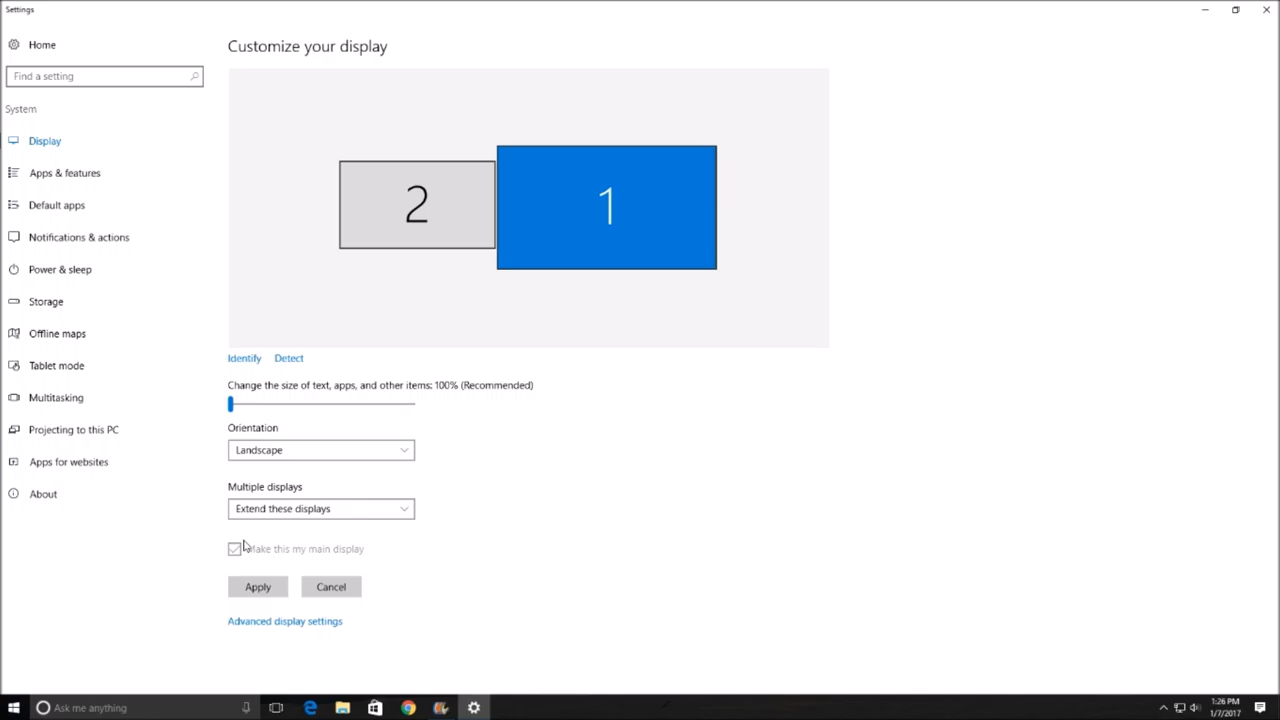 Settings
Home
Find a setting
System
Display
Apps & features
Default apps
Notifications & actions
Power & sleep
Storage
Offline maps
Tablet mode
Multitasking
Projecting to this PC
Apps for websites
About
Customize your display
2
1
Identify Detect
Change the size of text, apps, and other items: 100% (Recommended)
Orientation
Landscape
Multiple displays
Extend these displays
Make this my main display
Apply Cancel
Advanced display settings
Ask me anything
1:26 PM
1/7/2017